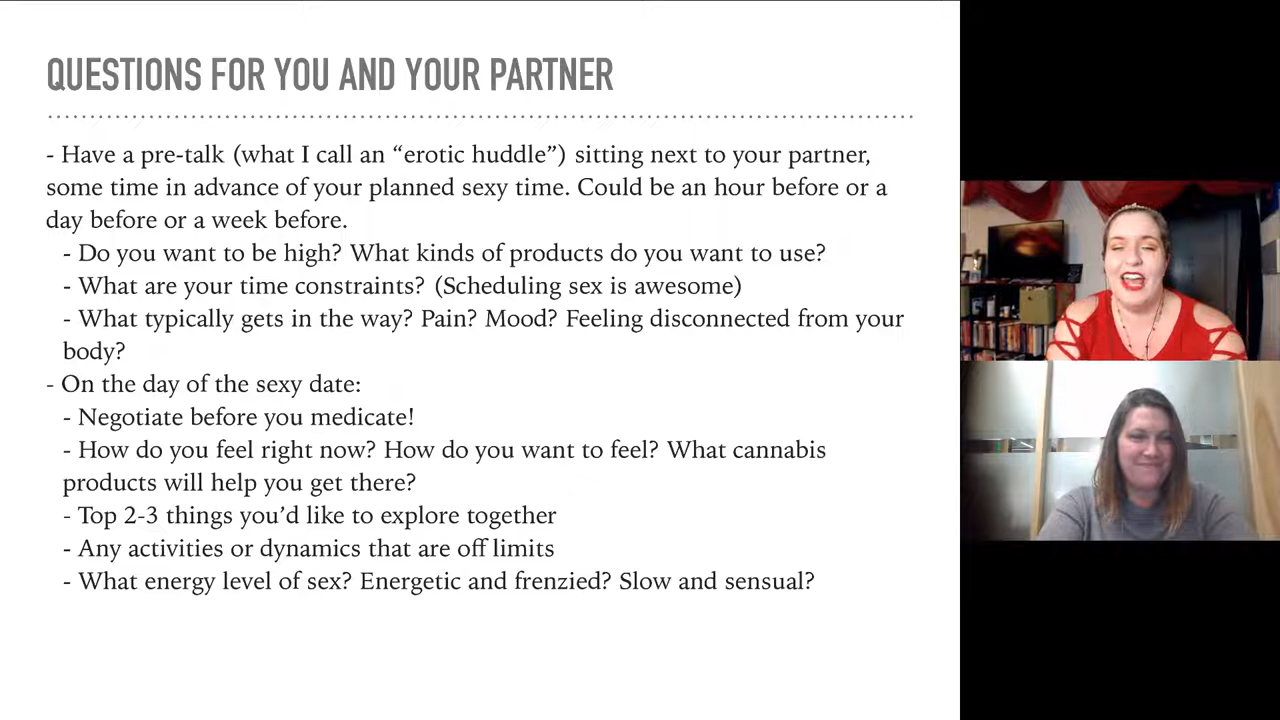 QUESTIONS FOR YOU AND YOUR PARTNER
- Have a pre-talk (what I call an “erotic huddle”) sitting next to your partner,
some time in advance of your planned sexy time. Could be an hour before or a
day before or a week before.
- Do you want to be high? What kinds of products do you want to use?
- What are your time constraints? (Scheduling sex is awesome)
- What typically gets in the way? Pain? Mood? Feeling disconnected from your
body?
- On the day of the sexy date:
- Negotiate before you medicate!
- How do you feel right now? How do you want to feel? What cannabis
products will help you get there?
- Top 2-3 things you’d like to explore together
- Any activities or dynamics that are off limits
- What energy level of sex? Energetic and frenzied? Slow and sensual?